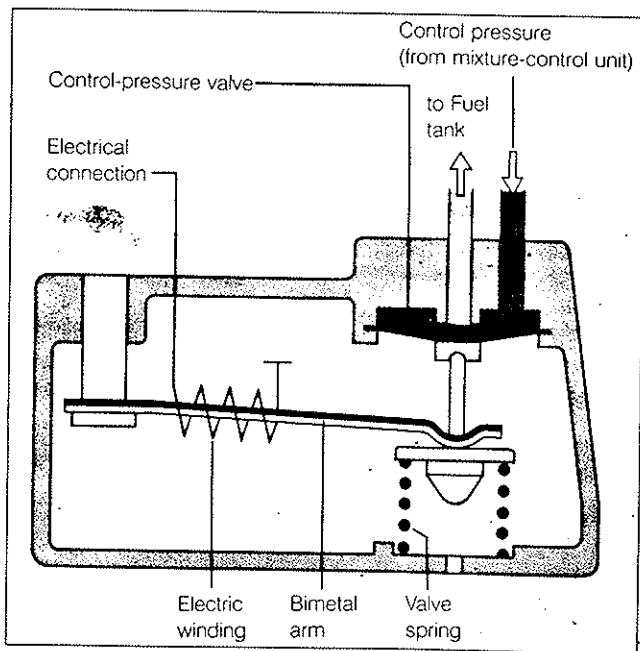 Control pressure
(from mixture-control unit)
Control-pressure valve
to Fuel
tank
Electrical
connection
Electric
winding
Bimetal
arm
Valve
spring